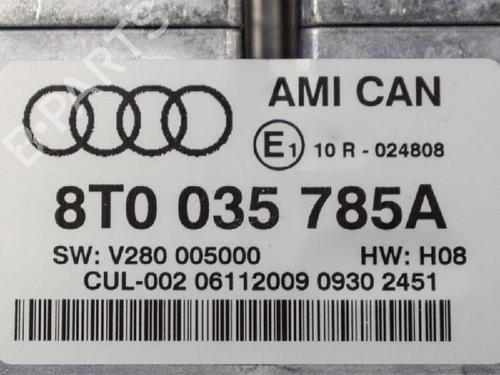 B-PARTS
AMI CAN
E1 10 R - 024808
8T0 035 785A
SW: V280 005000 HW: H08
CUL-002 06112009 0930 2451